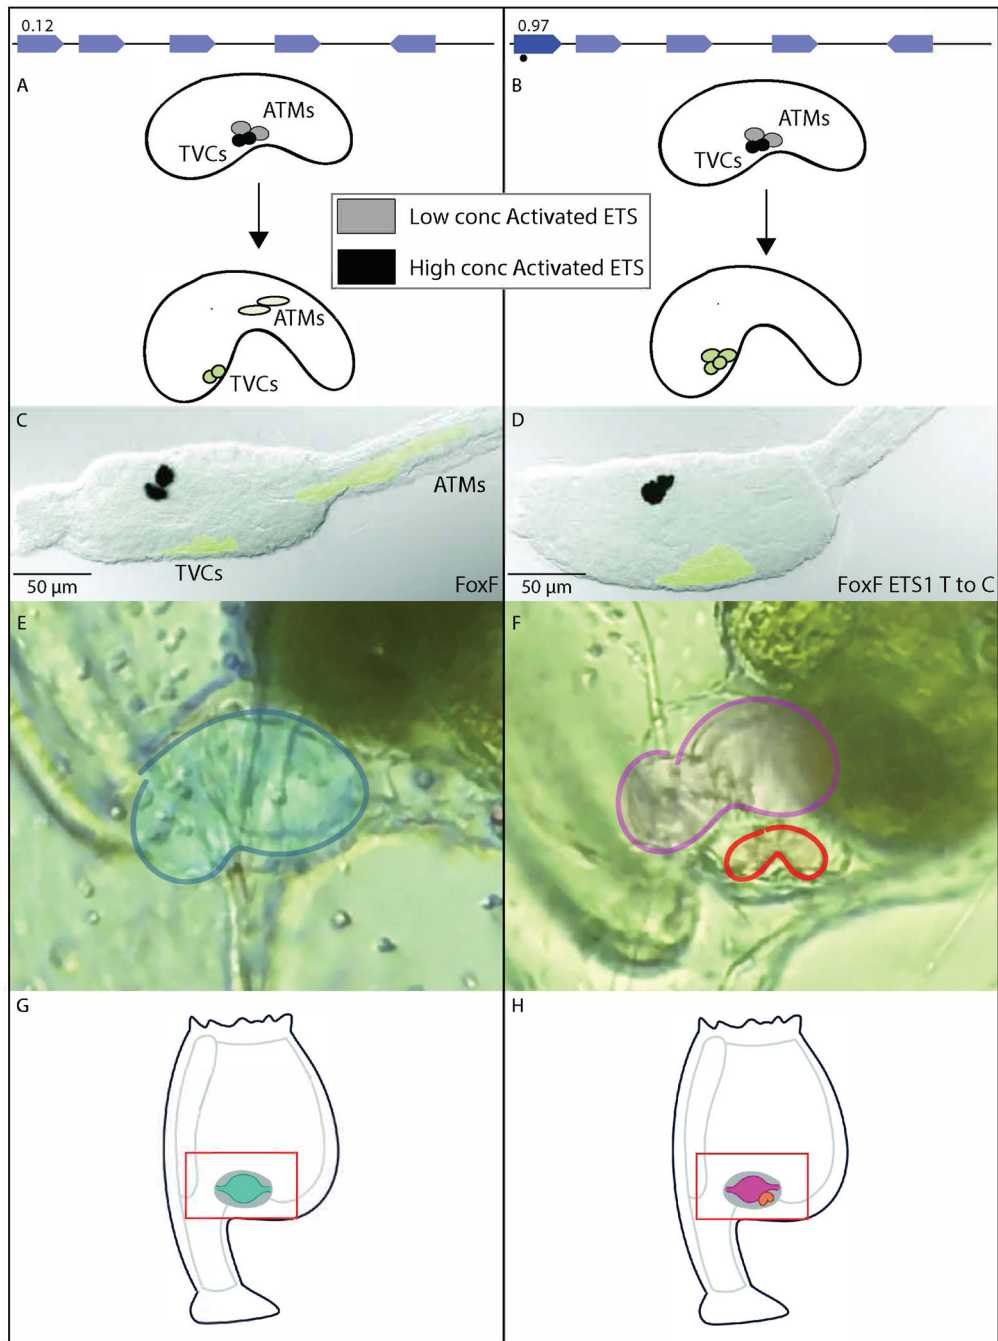 0.12
0.97
A
ATMs
TVCs
B
ATMs
TVCs
Low conc Activated ETS
High conc Activated ETS
ATMs
TVCs
C
ATMs
50 µm
TVCs
FoxF
D
50 µm
FoxF ETS1 T to C
E
F
G
H